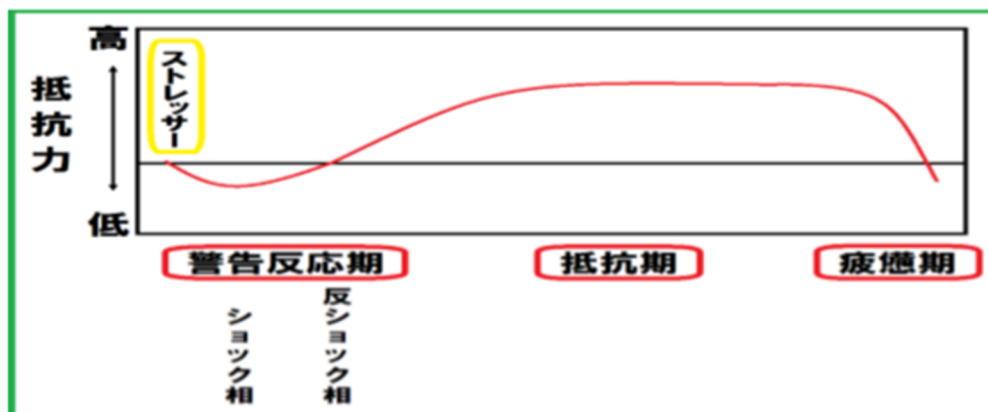 高
抵抗力
低
ストレッサー
警告反応期
抵抗期
疲憊期
ショック相
反ショック相